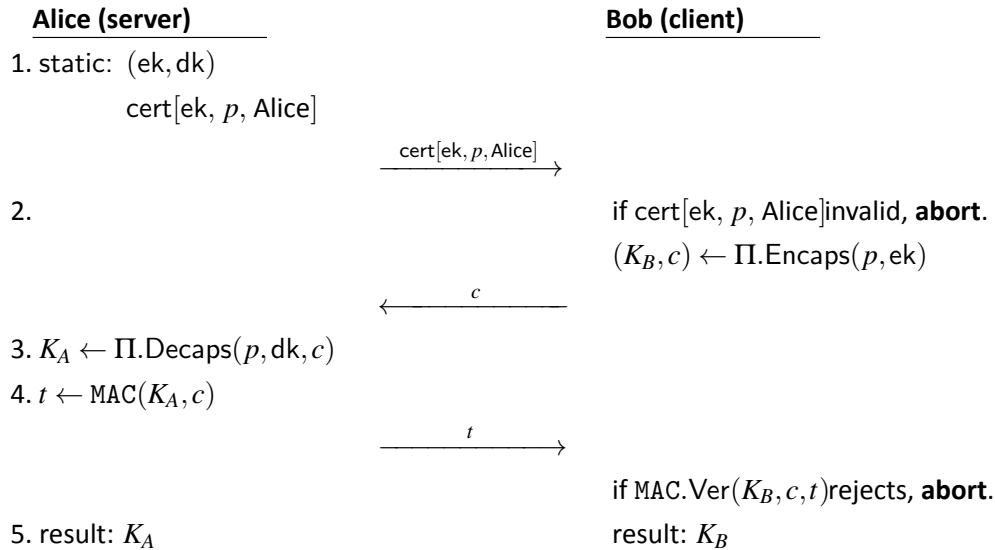 Alice (server) Bob (client)
1. static: (ek,dk)
cert[ek, p, Alice]
cert[ek, p, Alice]
2. if cert[ek, p, Alice]invalid, abort.
(K_B, c) ← Π.Encaps(p, ek)
c
3. K_A ← Π.Decaps(p, dk, c)
4. t ← MAC(K_A, c)
t
if MAC.Ver(K_B, c, t)rejects, abort.
5. result: K_A result: K_B